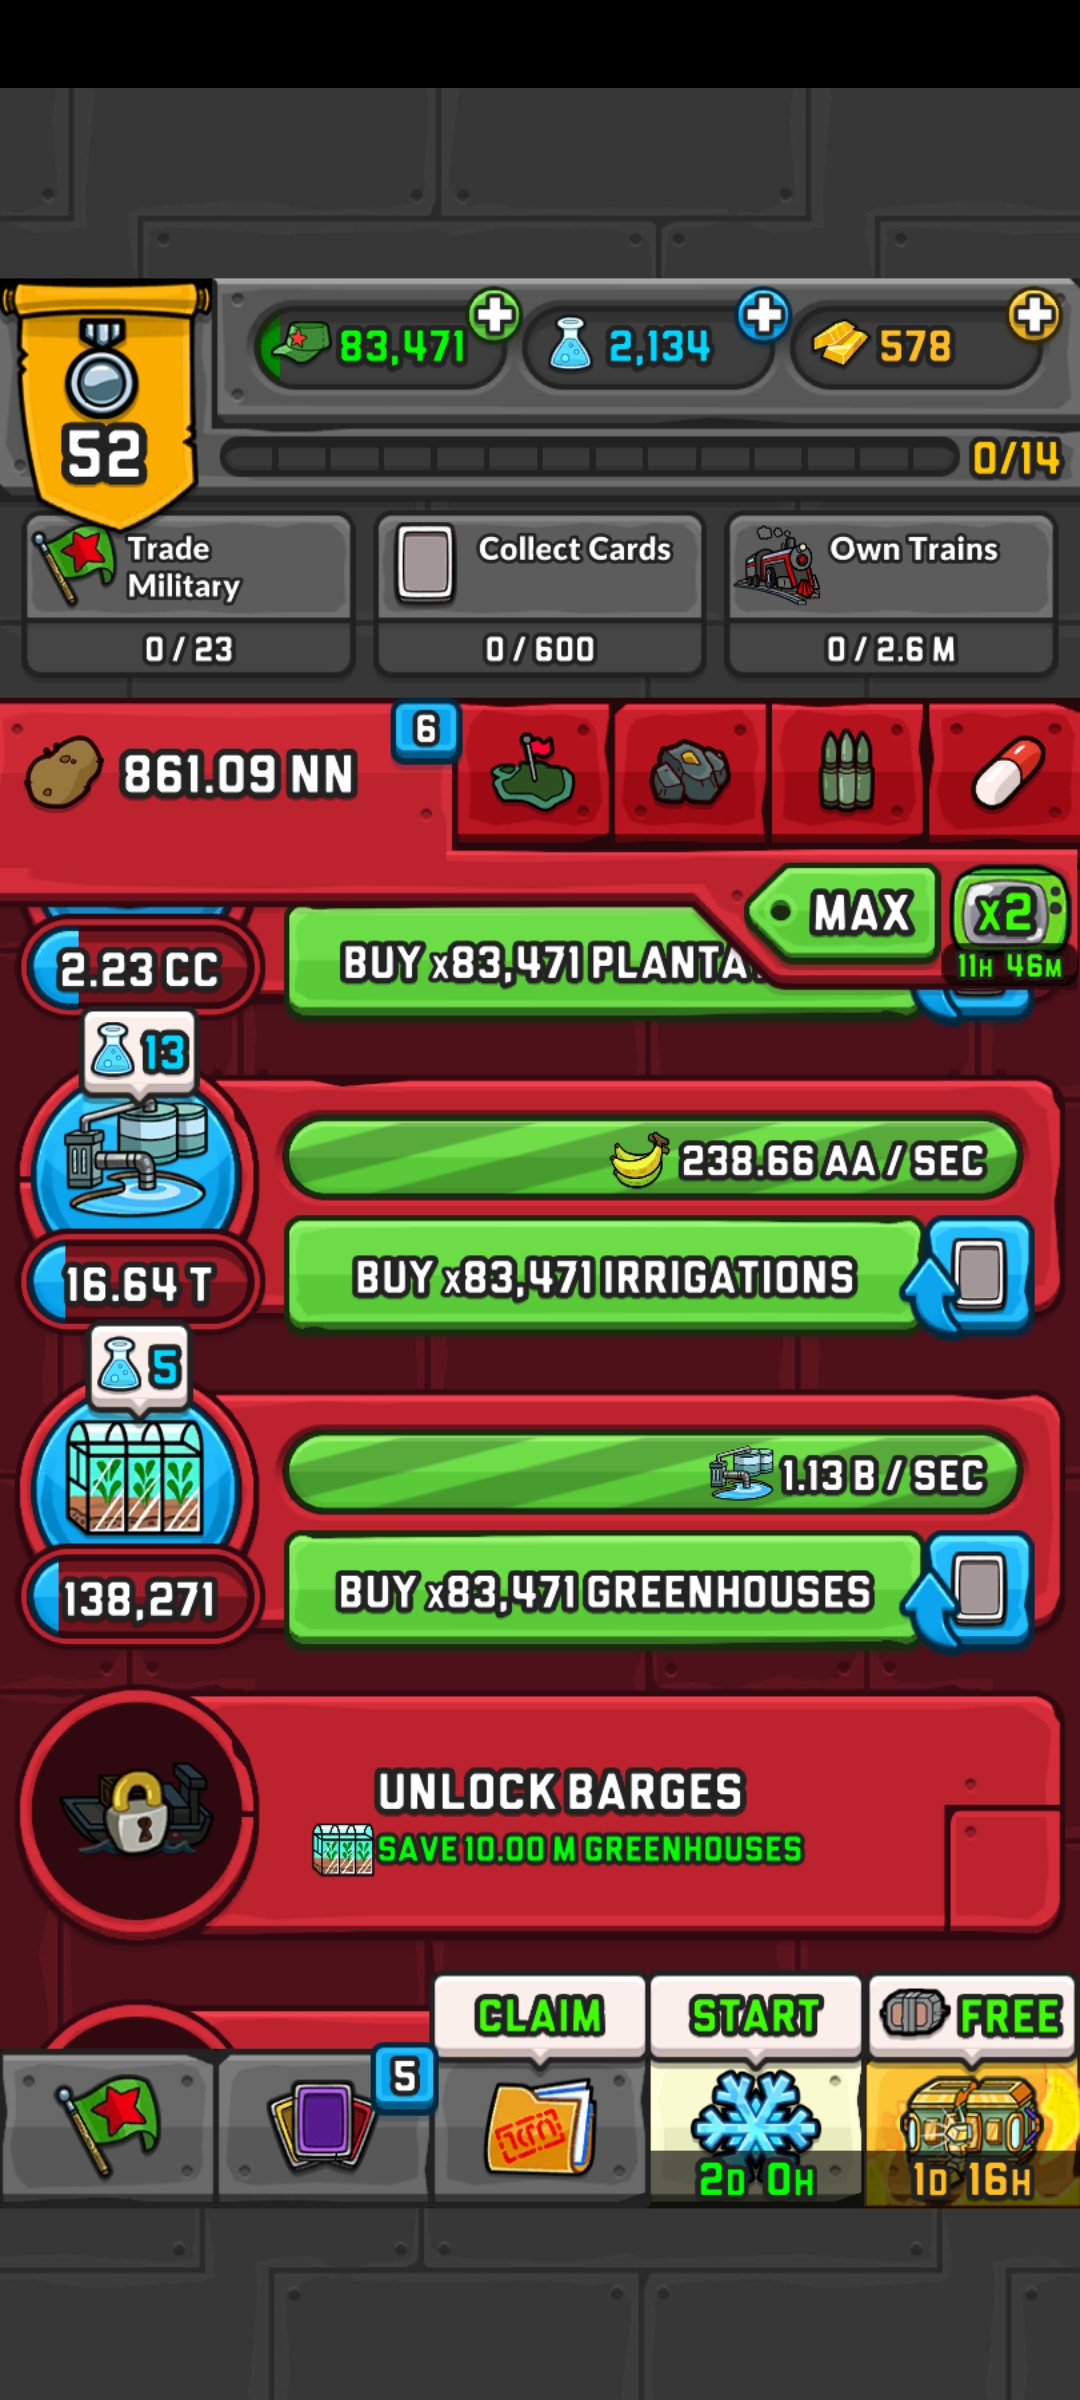 83,471
2,134
578
52
0/14
Trade
Military
Collect Cards
Own Trains
0 / 23
0 / 600
0 / 2.6 M
861.09 NN
6
MAX
x2
11H 46M
2.23 CC
BUY x83,471 PLANTA
13
238.66 AA / SEC
16.64 T
BUY x83,471 IRRIGATIONS
5
1.13 B / SEC
138,271
BUY x83,471 GREENHOUSES
UNLOCK BARGES
SAVE 10.00 M GREENHOUSES
CLAIM
START
FREE
5
2D 0H
1D 16H